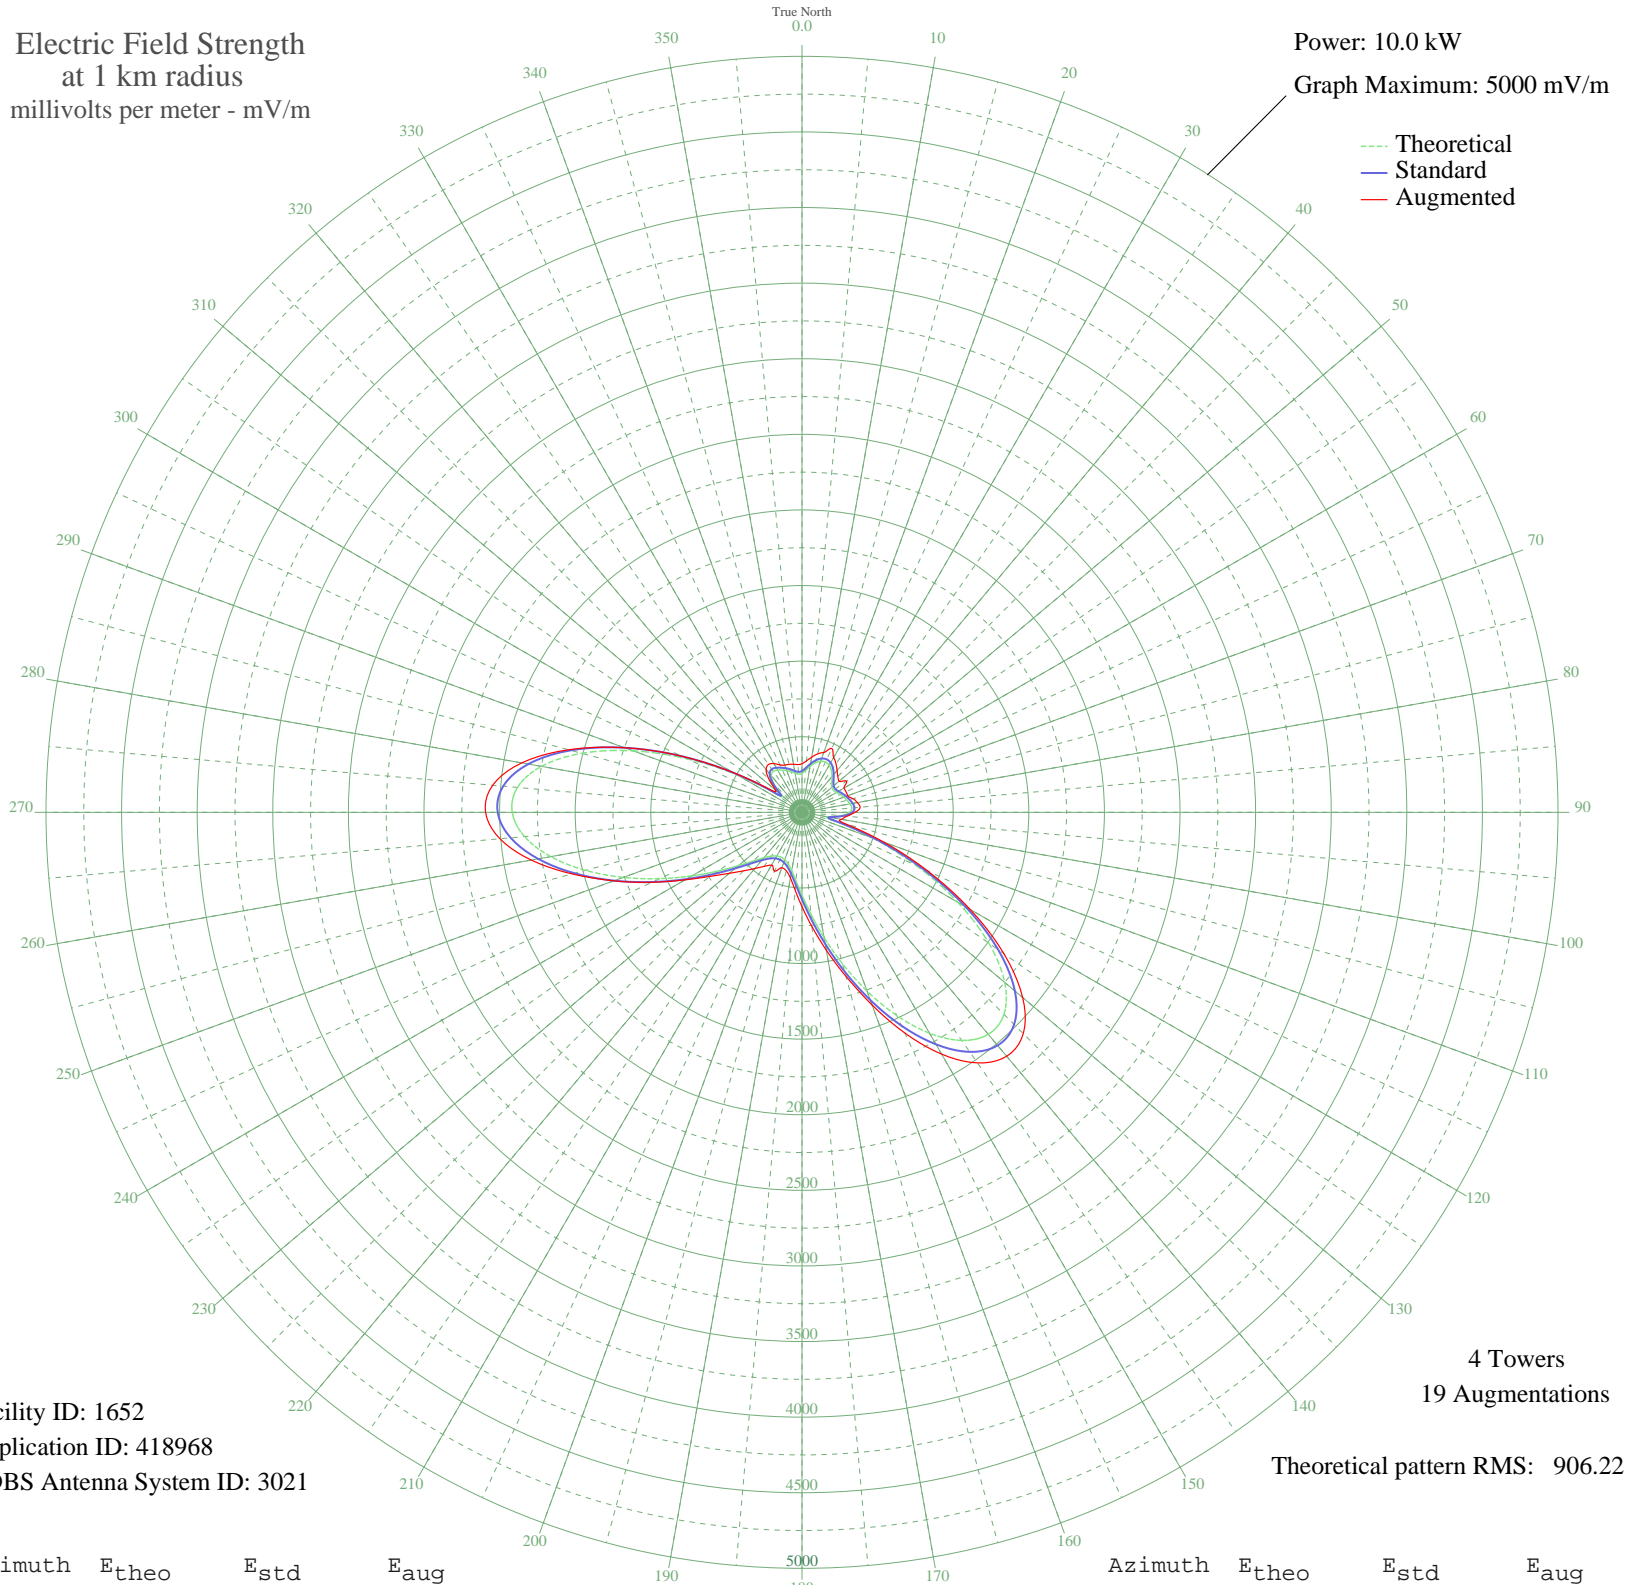 True North
0.0
Electric Field Strength
at 1 km radius
millivolts per meter - mV/m
Power: 10.0 kW
Graph Maximum: 5000 mV/m
Theoretical
Standard
Augmented
10
20
30
40
50
60
70
80
90
100
110
120
130
140
150
160
170
190
200
210
220
230
240
250
260
270
280
290
300
310
320
330
340
350
1000
1500
2000
2500
3000
3500
4000
4500
5000
4 Towers
19 Augmentations
Theoretical pattern RMS: 906.22
cility ID: 1652
plication ID: 418968
DBS Antenna System ID: 3021
imuth Etheo Estd Eaug
Azimuth Etheo Estd Eaug